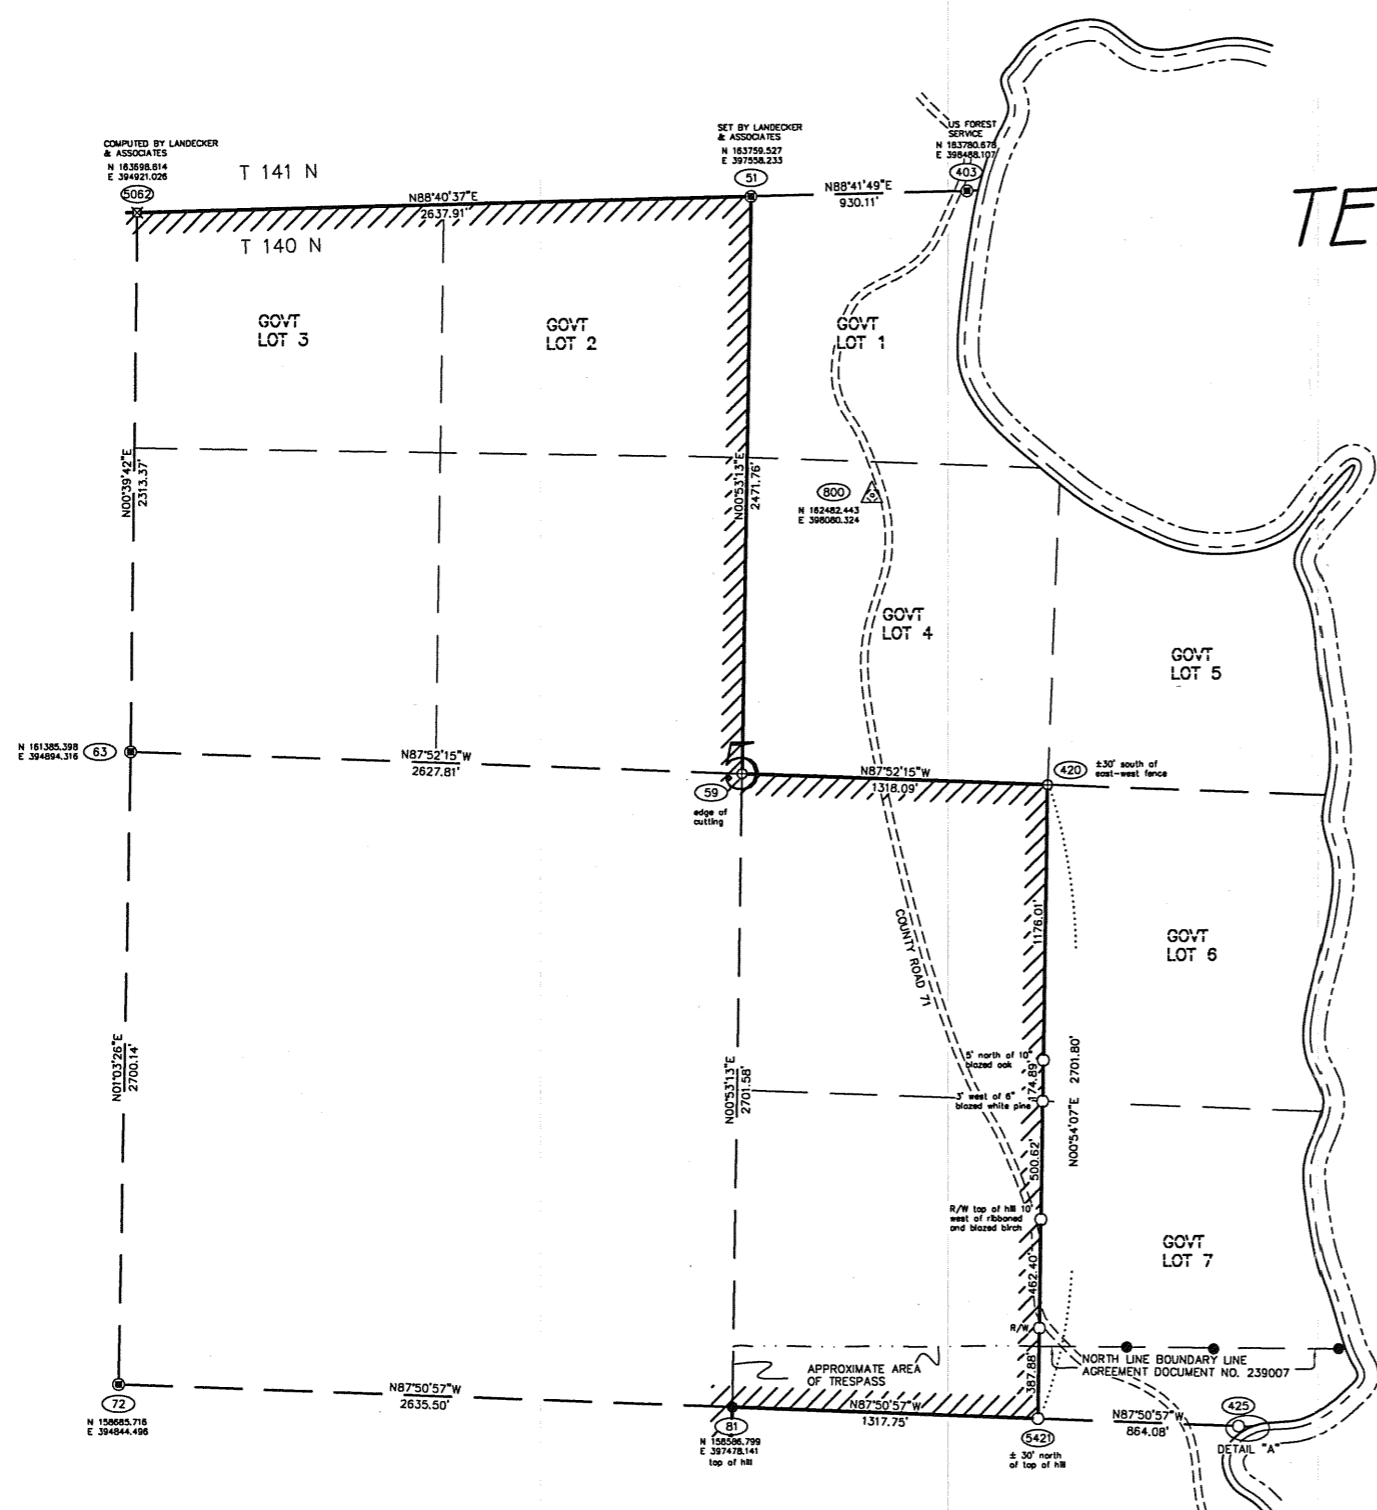 COMPUTED BY LANDECKER
& ASSOCIATES
N 163698.614
E 394921.026
5062
T 141 N
N88°40'37"E
2637.91'
T 140 N
SET BY LANDECKER
& ASSOCIATES
N 163759.527
E 397558.233
51
N88°41'49"E
930.11'
US FOREST
SERVICE
N 163780.678
E 398488.107
403
TE
GOVT
LOT 3
GOVT
LOT 2
GOVT
LOT 1
N00°39'42"E
2313.37'
N00°53'13"E
2471.76'
800
N 162482.443
E 398080.324
GOVT
LOT 4
GOVT
LOT 5
N 161385.398
E 394894.316
63
N87°52'15"W
2627.81'
5
59
edge of
cutting
N87°52'15"W
1318.09'
420
±30' south of
east-west fence
COUNTY ROAD 71
1176.01'
GOVT
LOT 6
N01°03'26"E
2700.14'
N00°53'13"E
2701.58'
5' north of 10"
blazed oak
174.89'
3' west of 6"
blazed white pine
N00°54'07"E 2701.80'
500.62'
R/W top of hill 10'
west of ribboned
and blazed birch
GOVT
LOT 7
462.40'
R/W
387.88'
APPROXIMATE AREA
OF TRESPASS
NORTH LINE BOUNDARY LINE
AGREEMENT DOCUMENT NO. 239007
72
N 158685.716
E 394844.496
N87°50'57"W
2635.50'
81
N 158586.799
E 397478.141
top of hill
N87°50'57"W
1317.75'
5421
± 30' north
of top of hill
N87°50'57"W
864.08'
425
DETAIL "A"